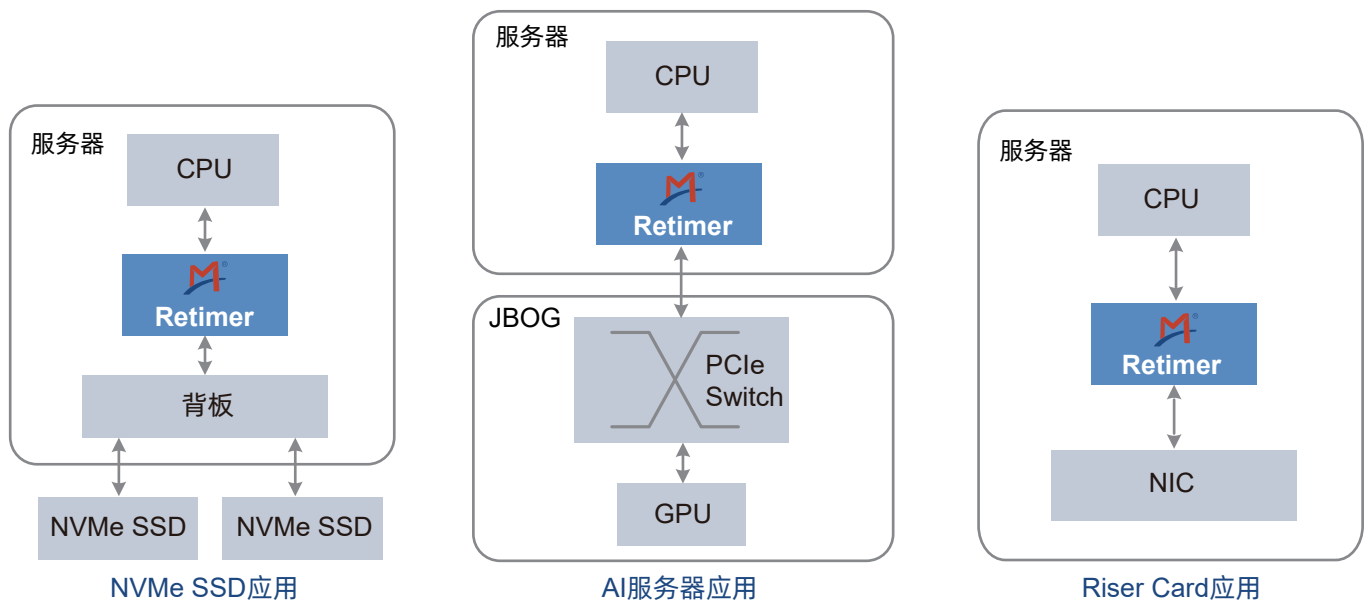 服务器
CPU
M®
Retimer
背板
NVMe SSD
NVMe SSD
NVMe SSD应用
服务器
CPU
M®
Retimer
JBOG
PCIe
Switch
GPU
AI服务器应用
服务器
CPU
M®
Retimer
NIC
Riser Card应用